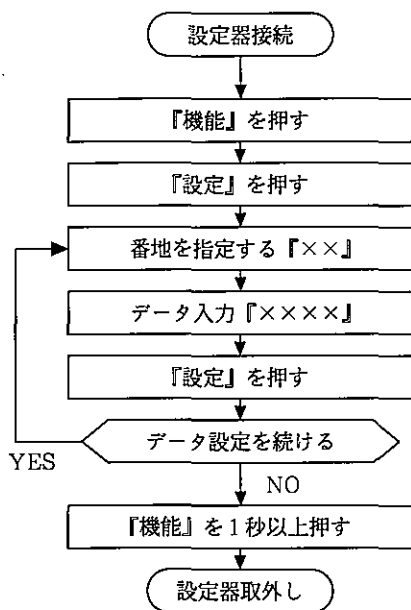 設定器接続
『機能』を押す
『設定』を押す
番地を指定する『××』
データ入力『××××』
『設定』を押す
データ設定を続ける
YES
NO
『機能』を1秒以上押す
設定器取外し